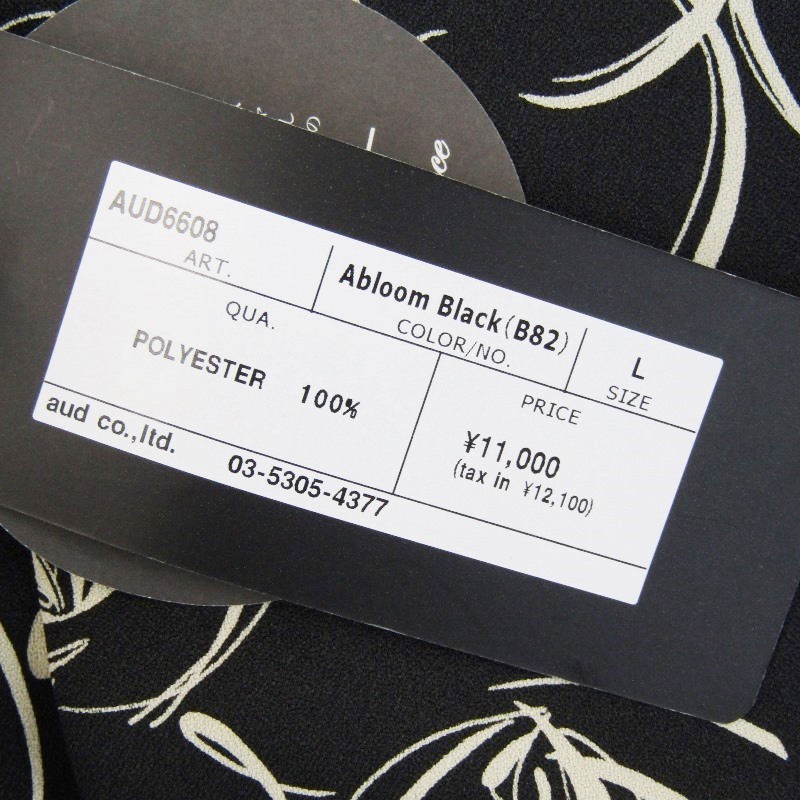 AUD6608
ART.
Abloom Black(B82)
COLOR/NO.
L
SIZE
QUA.
POLYESTER 100%
PRICE
¥11,000
(tax in ¥12,100)
aud co.,ltd. 03-5305-4377